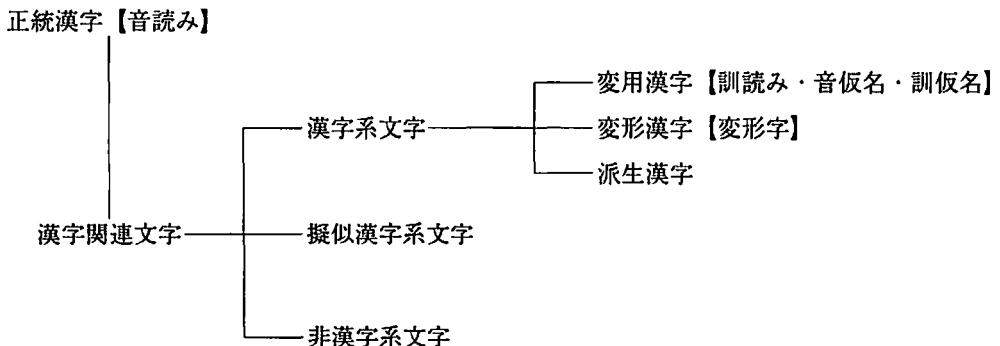 正統漢字【音読み】
変用漢字【訓読み・音仮名・訓仮名】
漢字系文字
変形漢字【変形字】
派生漢字
漢字関連文字
擬似漢字系文字
非漢字系文字